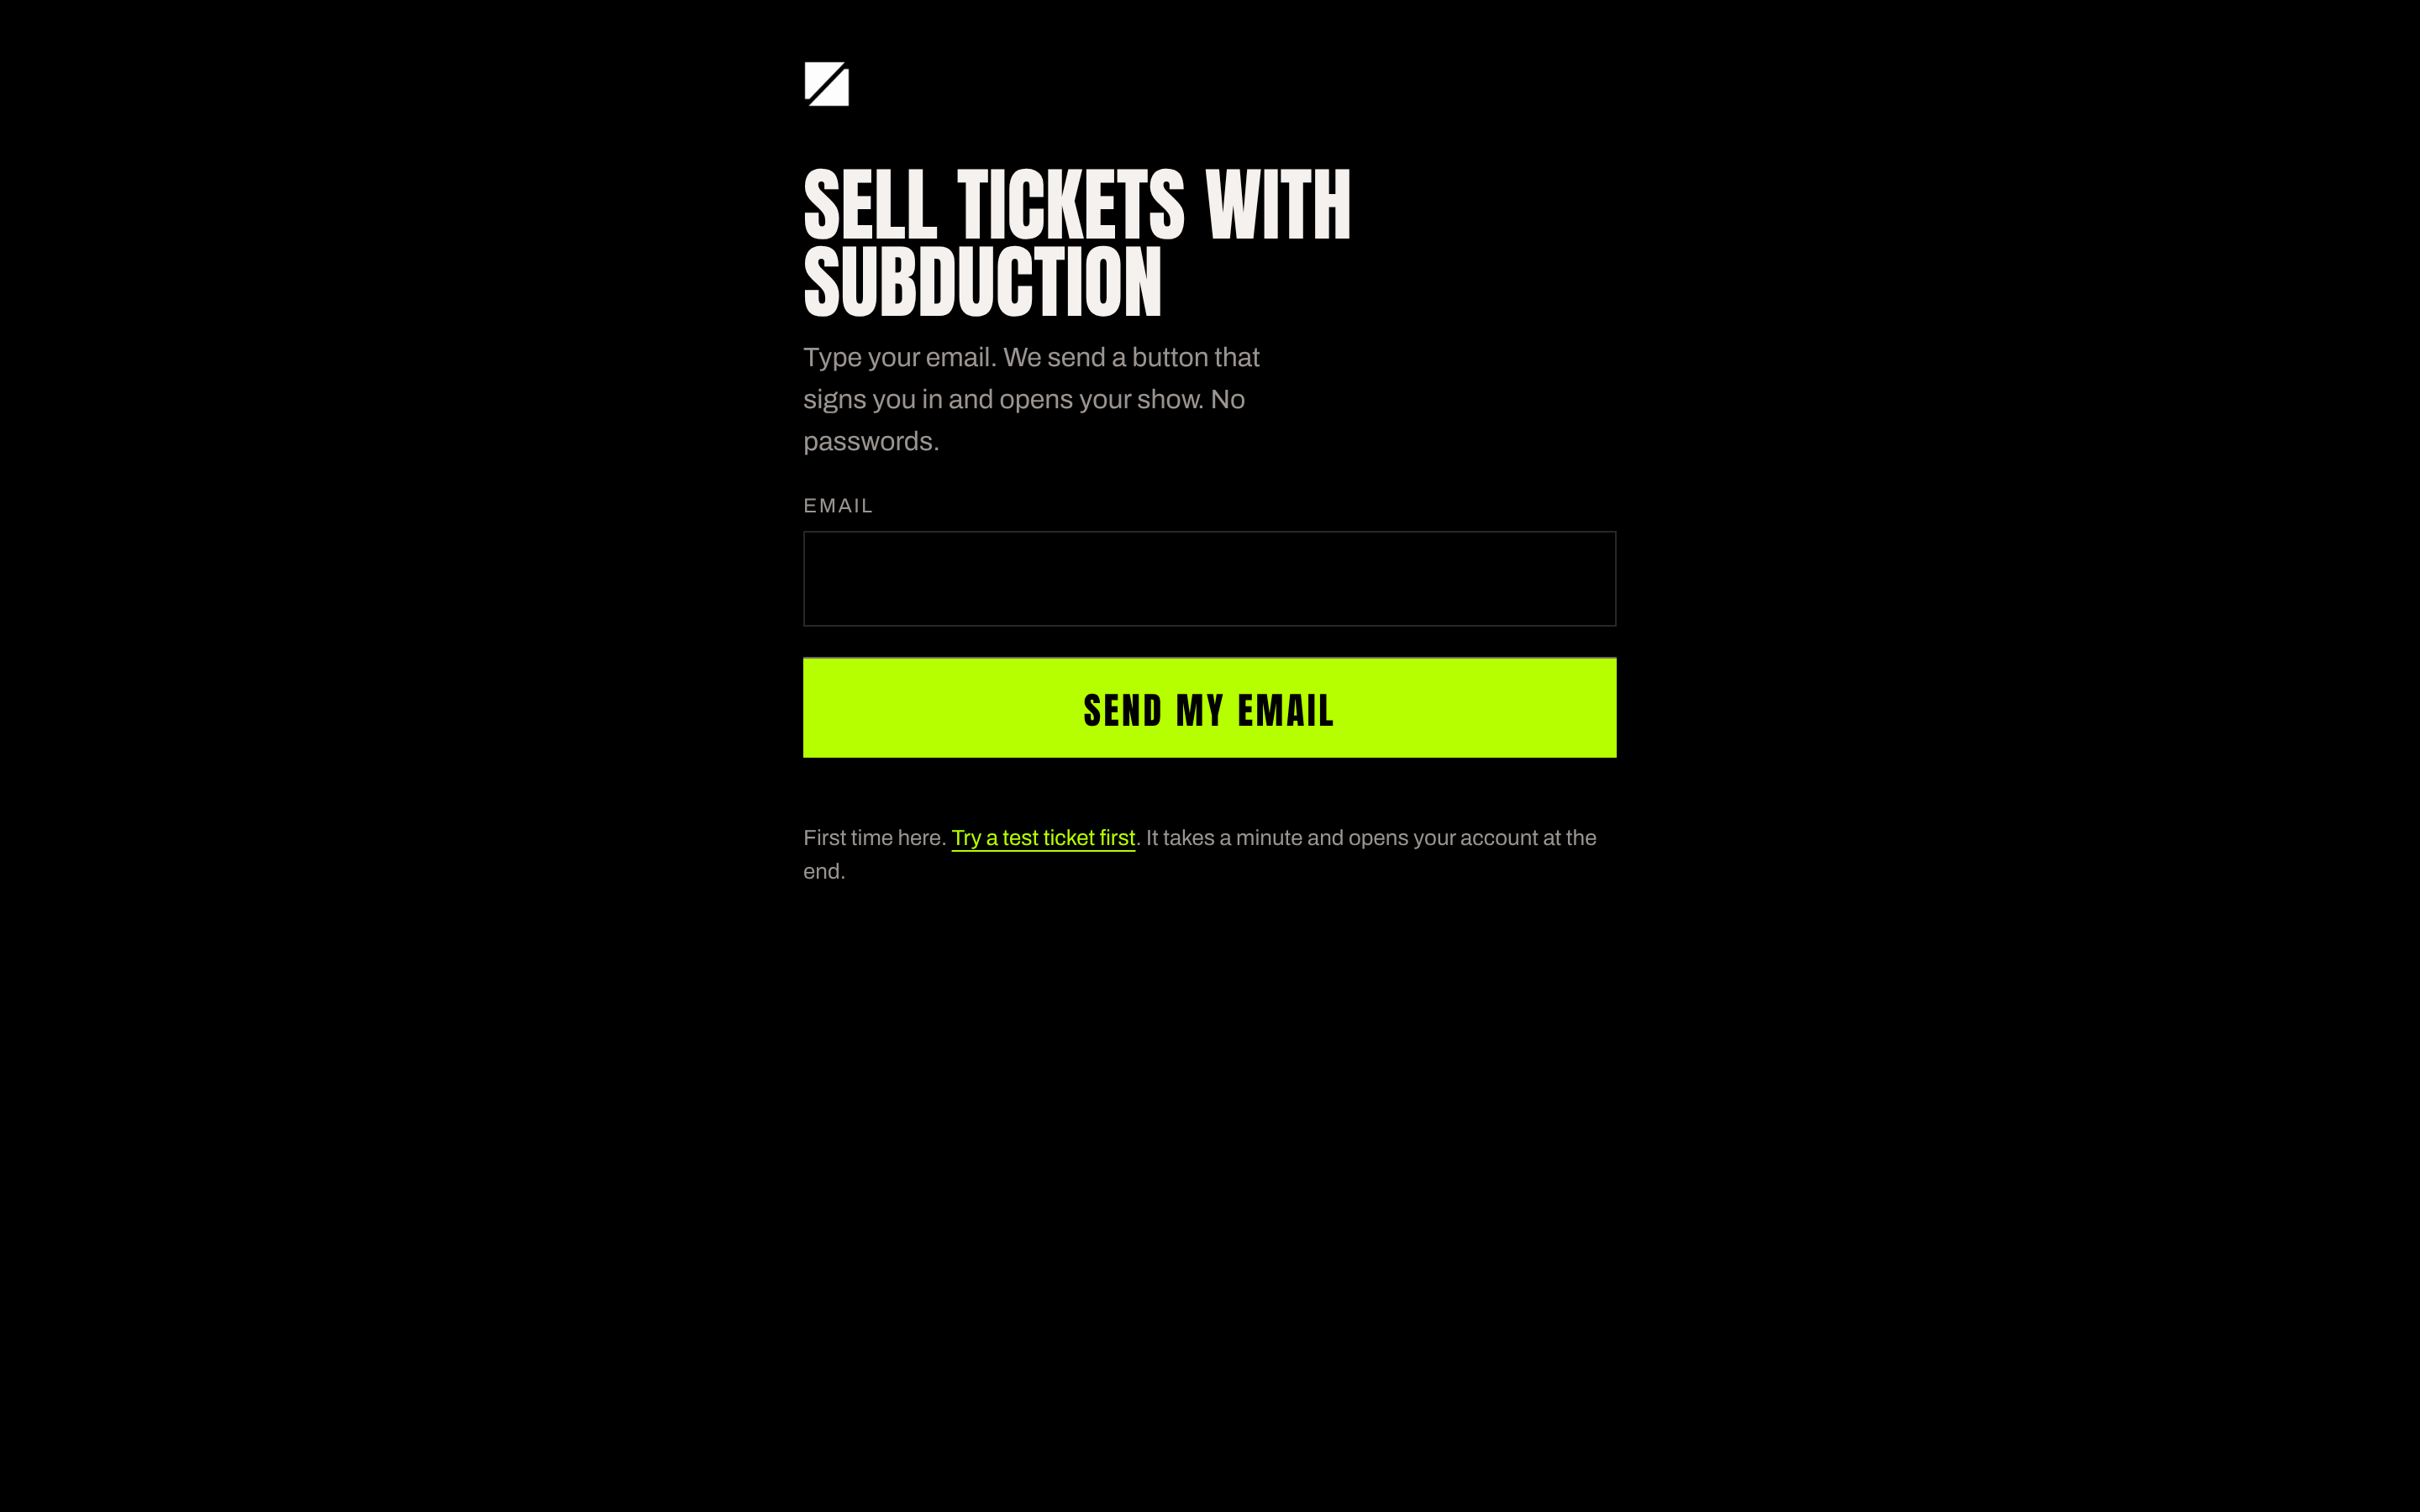 SELL TICKETS WITH
SUBDUCTION
Type your email. We send a button that
signs you in and opens your show. No
passwords.
EMAIL
SEND MY EMAIL
First time here. Try a test ticket first. It takes a minute and opens your account at the
end.